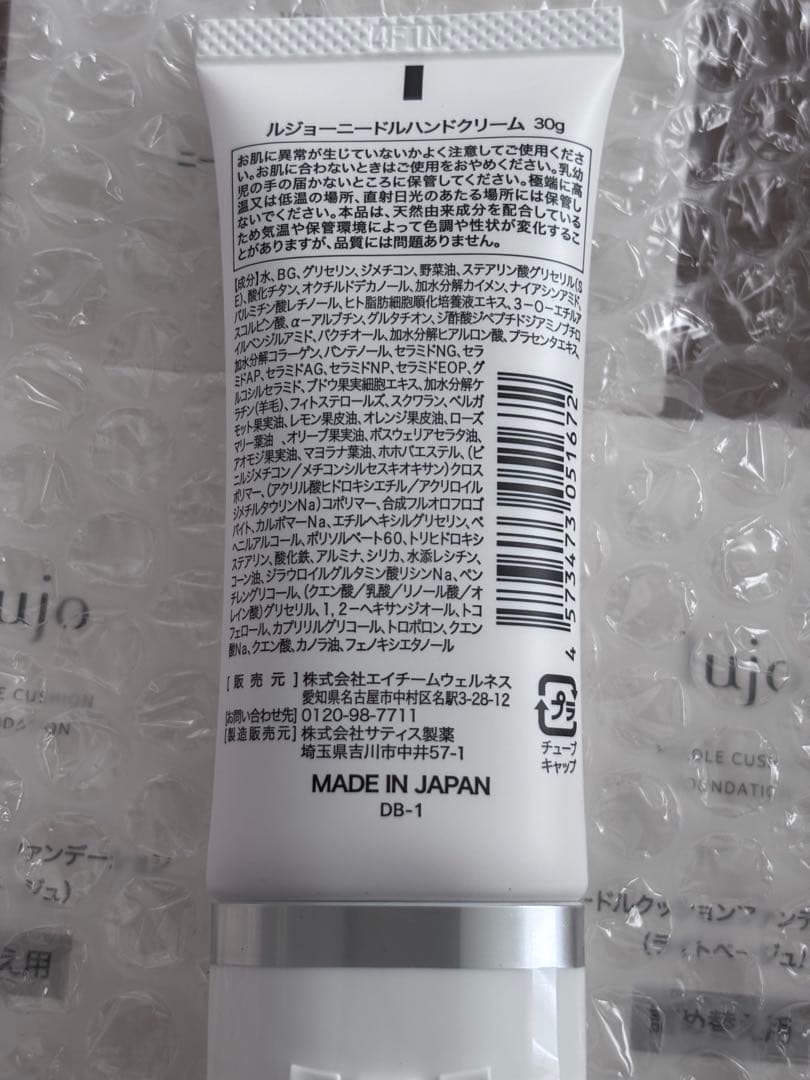 ルジョーニードルハンドクリーム 30g
お肌に異常が生じていないかよく注意してご使用くださ
い。お肌に合わないときはご使用をおやめください。乳幼
児の手の届かないところに保管してください。極端に高
温又は低温の場所、直射日光のあたる場所には保管し
ないでください。本品は、天然由来成分を配合している
ため気温や保管環境によって色調や性状が変化するこ
とがありますが、品質には問題ありません。
【成分】水、BG、グリセリン、ジメチコン、野菜油、ステアリン酸グリセリル(S
E)、酸化チタン、オクチルドデカノール、加水分解カイメン、ナイアシンアミド、
パルミチン酸レチノール、ヒト脂肪細胞順化培養液エキス、3-O-エチルア
スコルビン酸、α-アルブチン、グルタチオン、ジ酢酸ジペプチドジアミノブチロ
イルベンジルアミド、バクチオール、加水分解ヒアルロン酸、プラセンタエキス、
加水分解コラーゲン、パンテノール、セラミドNG、セラ
ミドAP、セラミドAG、セラミドNP、セラミドEOP、グ
ルコシルセラミド、ブドウ果実細胞エキス、加水分解ケ
ラチン(羊毛)、フィトステロールズ、スクワラン、ベルガ
モット果実油、レモン果皮油、オレンジ果皮油、ローズ
マリー葉油 、オリーブ果実油、ボスウェリアセラタ油、
アオモジ果実油、マヨラナ葉油、ホホバエステル、(ビ
ニルジメチコン/メチコンシルセスキオキサン)クロス
ポリマー、(アクリル酸ヒドロキシエチル/アクリロイル
ジメチルタウリンNa)コポリマー、合成フルオロフロゴ
パイト、カルボマーNa、エチルヘキシルグリセリン、ベ
ヘニルアルコール、ポリソルベート60、トリヒドロキシ
ステアリン、酸化鉄、アルミナ、シリカ、水添レシチン、
コーン油、ジラウロイルグルタミン酸リシンNa、ペン
チレングリコール、(クエン酸/乳酸/リノール酸/オ
レイン酸)グリセリル、1,2-ヘキサンジオール、トコ
フェロール、カプリリルグリコール、トロポロン、クエン
酸Na、クエン酸、カノラ油、フェノキシエタノール
4 573473 051672
[販売元] 株式会社エイチームウェルネス
愛知県名古屋市中村区名駅3-28-12
[お問い合わせ先] 0120-98-7711
[製造販売元] 株式会社サティス製薬
埼玉県吉川市中井57-1
プラ
チューブ
キャップ
MADE IN JAPAN
DB-1
ujo
LE CUSHION
NDATION
ァンデーション
ージュ)
え用
lujo
DLE CUSH
OUNDATIO